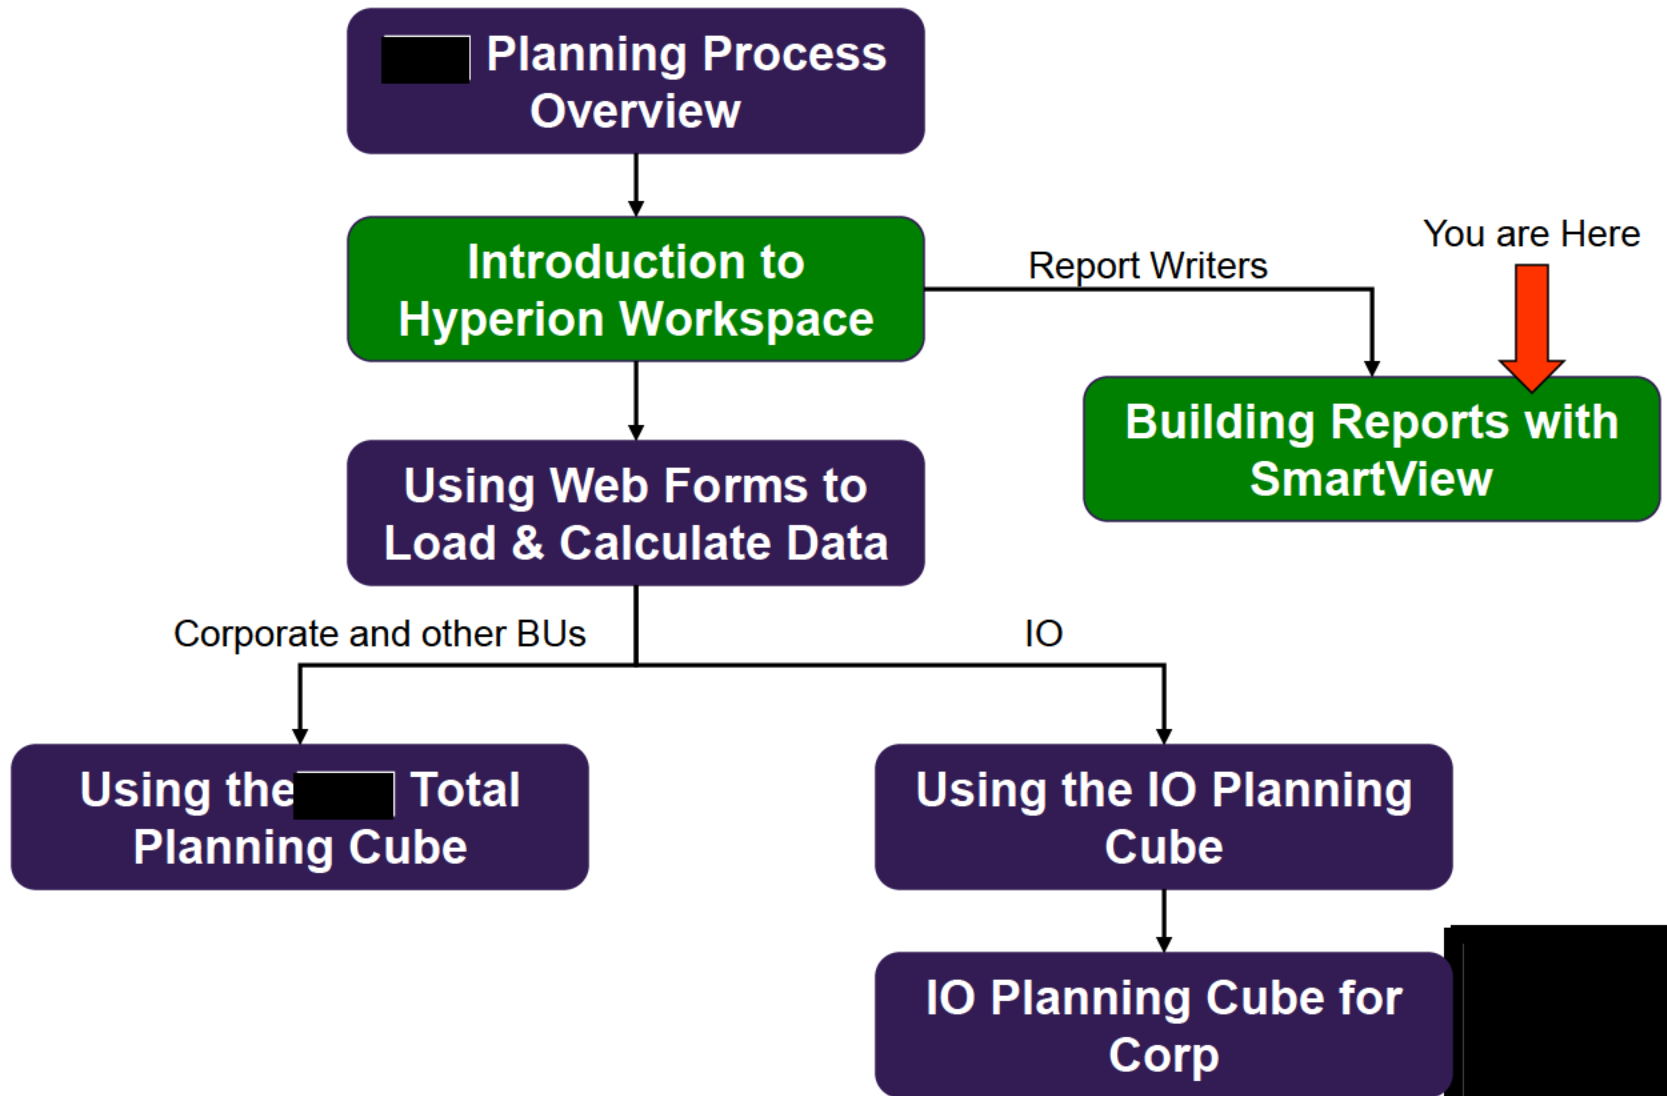 Planning Process
Overview
Introduction to
Hyperion Workspace
Report Writers
You are Here
Building Reports with
SmartView
Using Web Forms to
Load & Calculate Data
Corporate and other BUs
IO
Using the Total
Planning Cube
Using the IO Planning
Cube
IO Planning Cube for
Corp